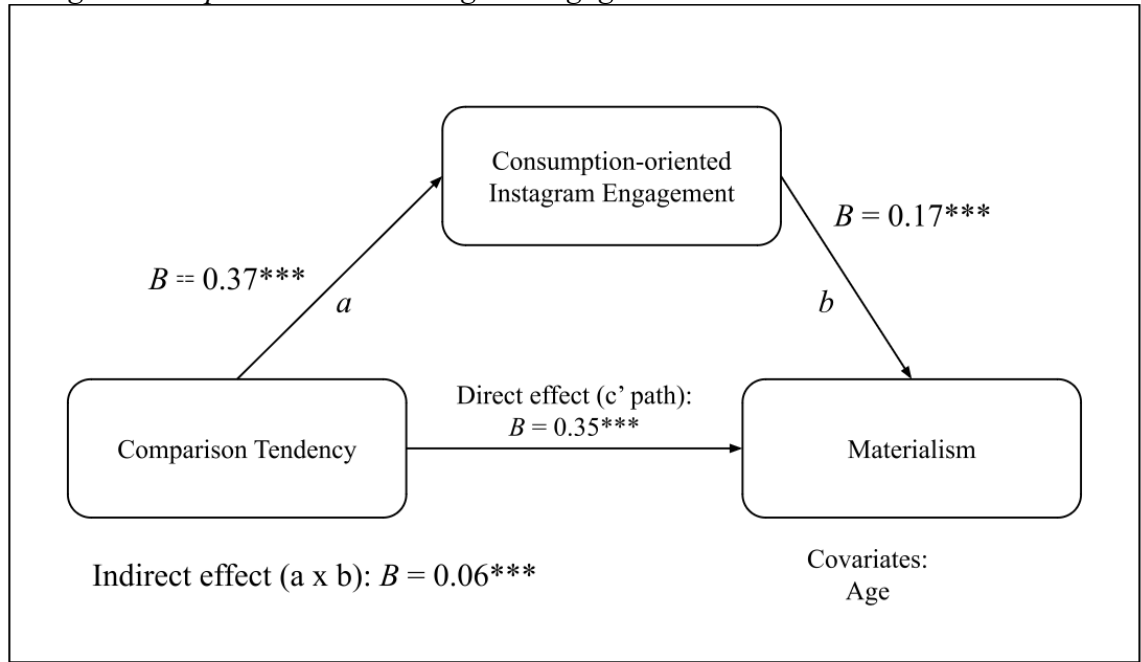 Consumption-oriented
Instagram Engagement
B = 0.17***
B = 0.37***
a
b
Direct effect (c’ path):
B = 0.35***
Comparison Tendency
Materialism
Indirect effect (a x b): B = 0.06***
Covariates:
Age